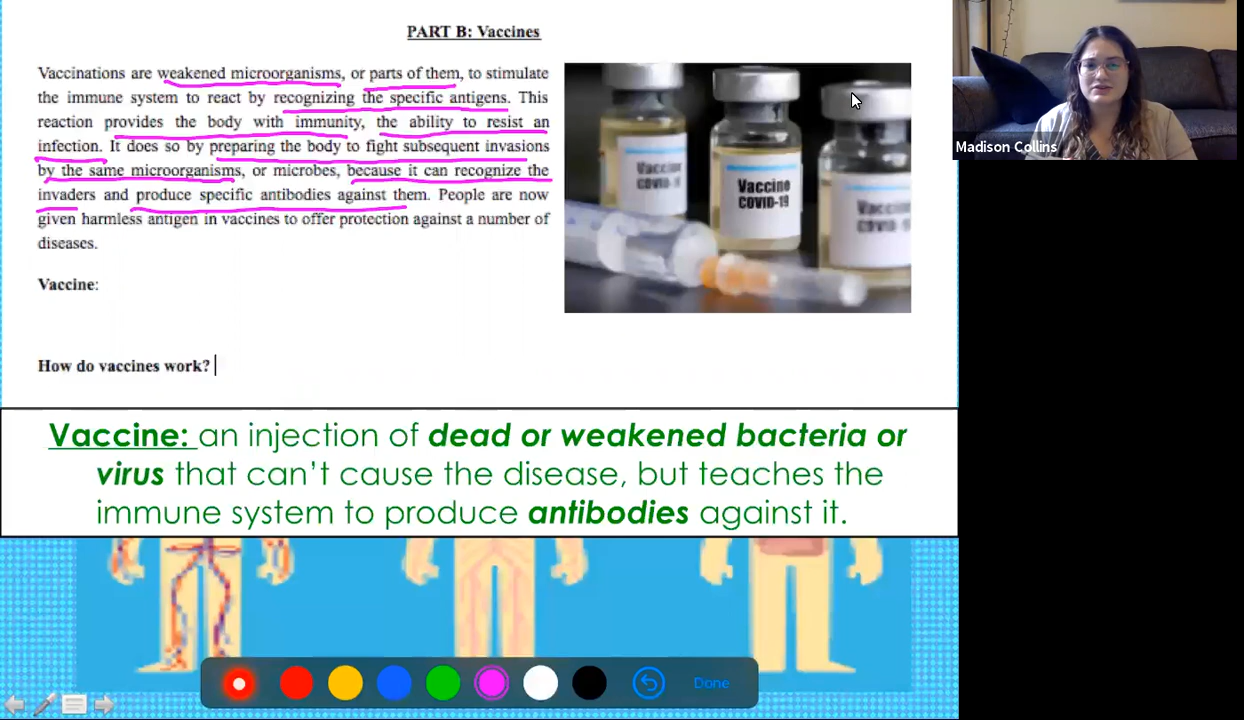 PART B: Vaccines
Vaccinations are weakened microorganisms, or parts of them, to stimulate
the immune system to react by recognizing the specific antigens. This
reaction provides the body with immunity, the ability to resist an
infection. It does so by preparing the body to fight subsequent invasions
by the same microorganisms, or microbes, because it can recognize the
invaders and produce specific antibodies against them. People are now
given harmless antigen in vaccines to offer protection against a number of
diseases.
Vaccine:
How do vaccines work?
Vaccine
COVID-19
Vaccine
COVID-19
Vaccine
COVID-19
Madison Collins
Vaccine: an injection of dead or weakened bacteria or
virus that can’t cause the disease, but teaches the
immune system to produce antibodies against it.
Done